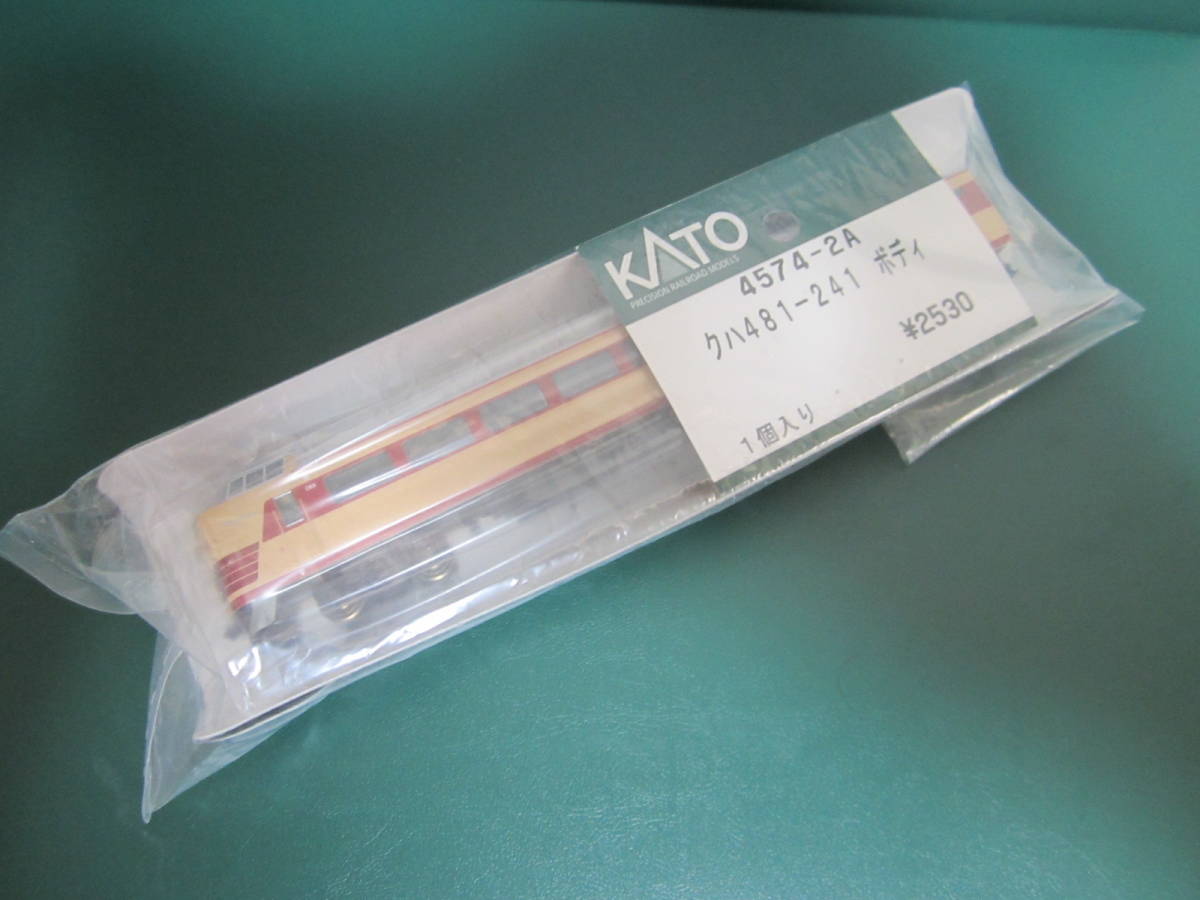 KATO
PRECISION RAILROAD MODELS
4574-2A
クハ481-241 ボディ
¥2530
1個入り